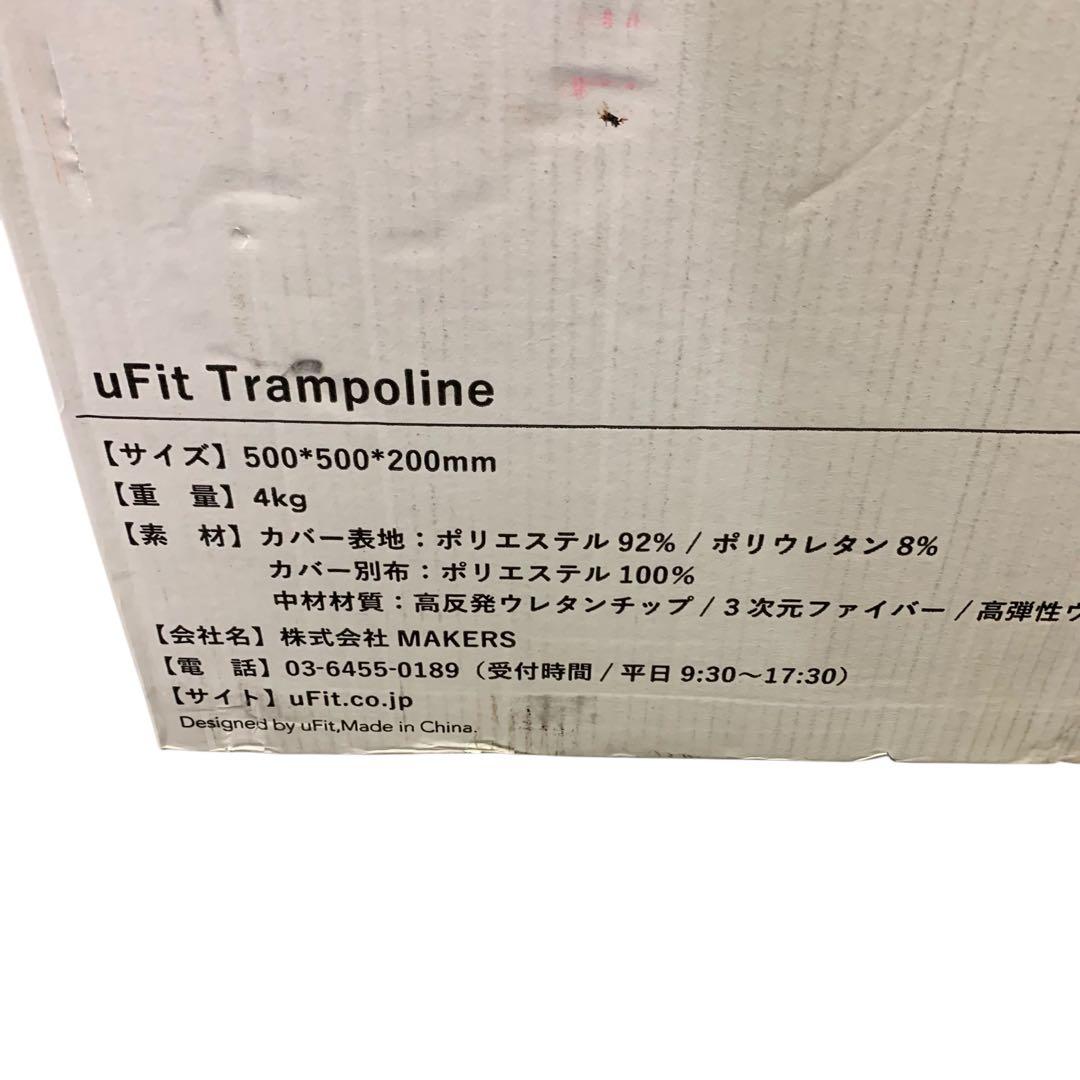 uFit Trampoline
【サイズ】500*500*200mm
【重　量】4kg
【素　材】カバー表地：ポリエステル 92% / ポリウレタン 8%
カバー別布：ポリエステル 100%
中材材質：高反発ウレタンチップ / 3次元ファイバー / 高弾性ウ
【会社名】株式会社 MAKERS
【電　話】03-6455-0189（受付時間 / 平日 9:30〜17:30）
【サイト】uFit.co.jp
Designed by uFit,Made in China.